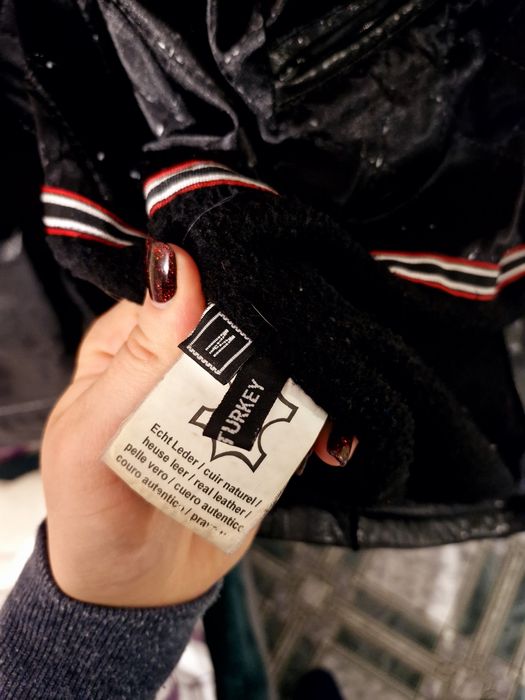 TURKEY
Echt Leder / cuir naturel /
heuse leer / real leather /
pelle vero / cuero autentico
couro autentico /